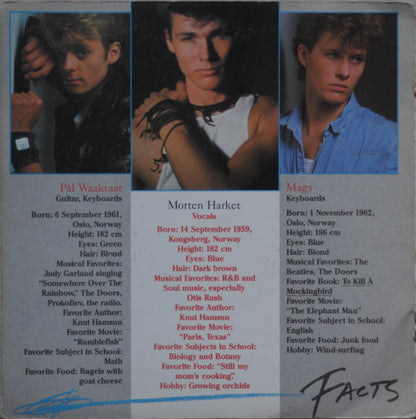 Pål Waaktaar
Guitar, Keyboards
Born: 6 September 1961,
Oslo, Norway
Height: 182 cm
Eyes: Green
Hair: Blond
Musical Favorites:
Judy Garland singing
"Somewhere Over The
Rainbow," The Doors,
Prokofiev, the radio.
Favorite Author:
Knut Hamsun
Favorite Movie:
"Rumblefish"
Favorite Subject in School:
Math
Favorite Food: Bagels with
goat cheese
Morten Harket
Vocals
Born: 14 September 1959,
Kongsberg, Norway
Height: 182 cm
Eyes: Blue
Hair: Dark brown
Musical Favorites: R&B and
Soul music, especially
Otis Rush
Favorite Author:
Knut Hamsun
Favorite Movie:
"Paris, Texas"
Favorite Subjects in School:
Biology and Botany
Favorite Food: "Still my
mom's cooking"
Hobby: Growing orchids
Mags
Keyboards
Born: 1 November 1962,
Oslo, Norway
Height: 186 cm
Eyes: Blue
Hair: Blond
Musical Favorites: The
Beatles, The Doors
Favorite Book: To Kill A
Mockingbird
Favorite Movie:
"The Elephant Man"
Favorite Subject in School:
English
Favorite Food: Junk food
Hobby: Wind-surfing
FACTS